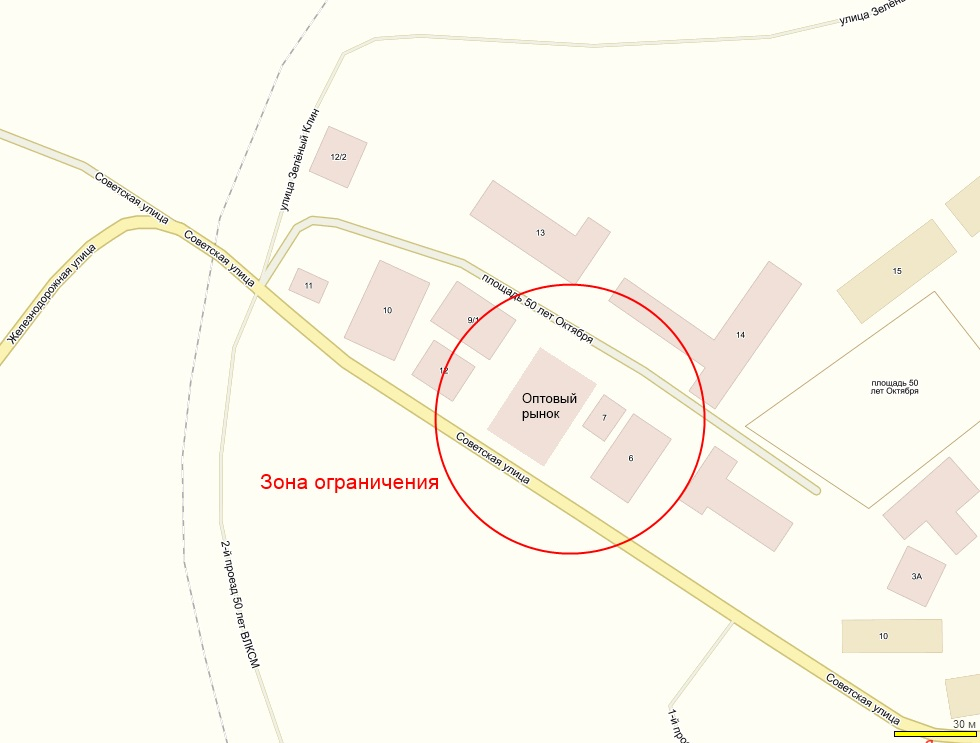 улица Зелёный
улица Зелёный Клин
12/2
Советская улица
Советская улица
Железнодорожная улица
13
15
11
10
9/1
площадь 50 лет Октября
14
12
Оптовый
рынок
7
6
площадь 50
лет Октября
Советская улица
Зона ограничения
2-й проезд 50 лет ВЛКСМ
3А
10
Советская улица
1-й
30 м